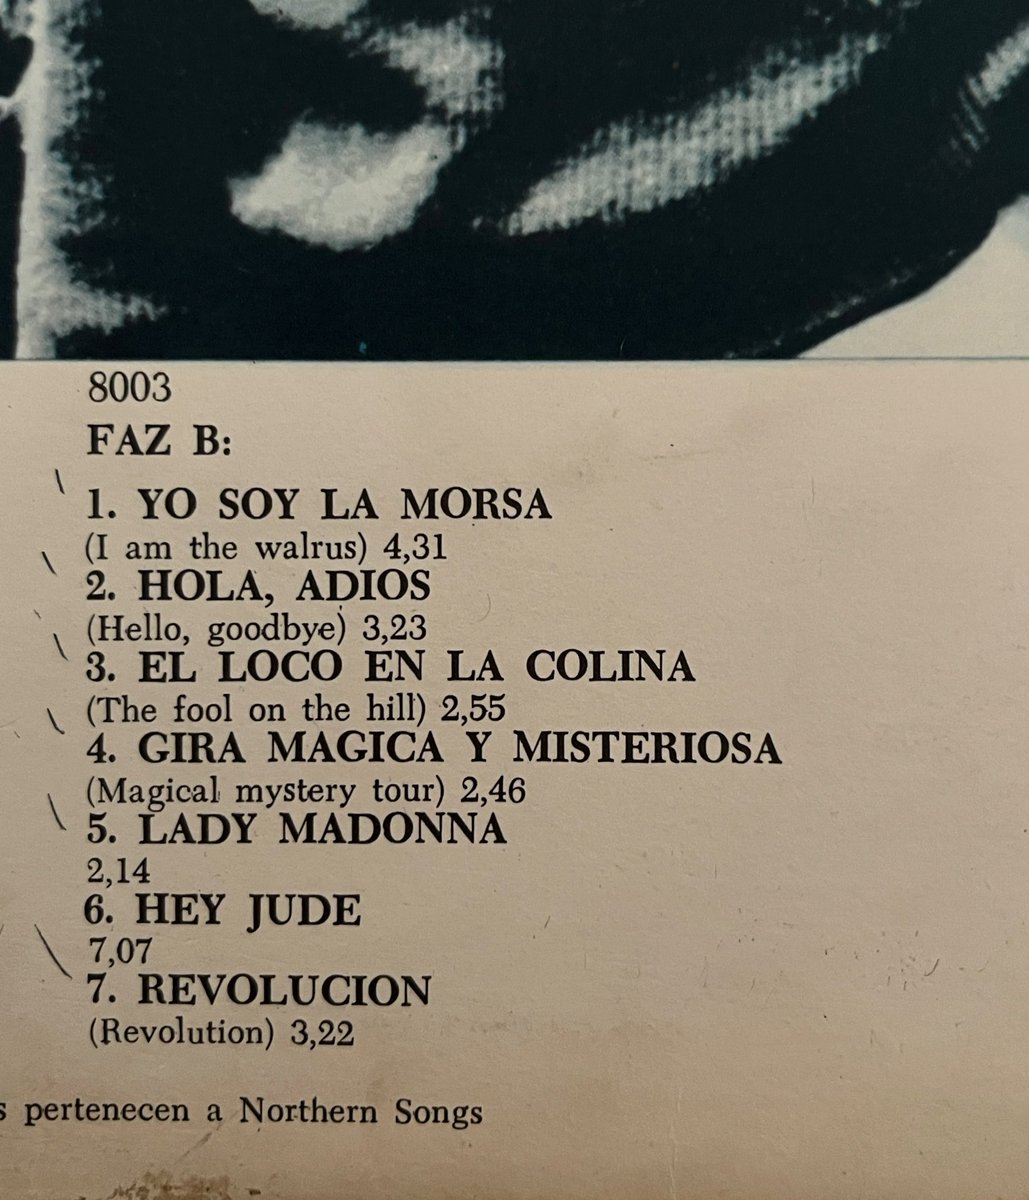 8003
FAZ B:
1. YO SOY LA MORSA
(I am the walrus) 4,31
2. HOLA, ADIOS
(Hello, goodbye) 3,23
3. EL LOCO EN LA COLINA
(The fool on the hill) 2,55
4. GIRA MAGICA Y MISTERIOSA
(Magical mystery tour) 2,46
5. LADY MADONNA
2,14
6. HEY JUDE
7,07
7. REVOLUCION
(Revolution) 3,22
pertenecen a Northern Songs